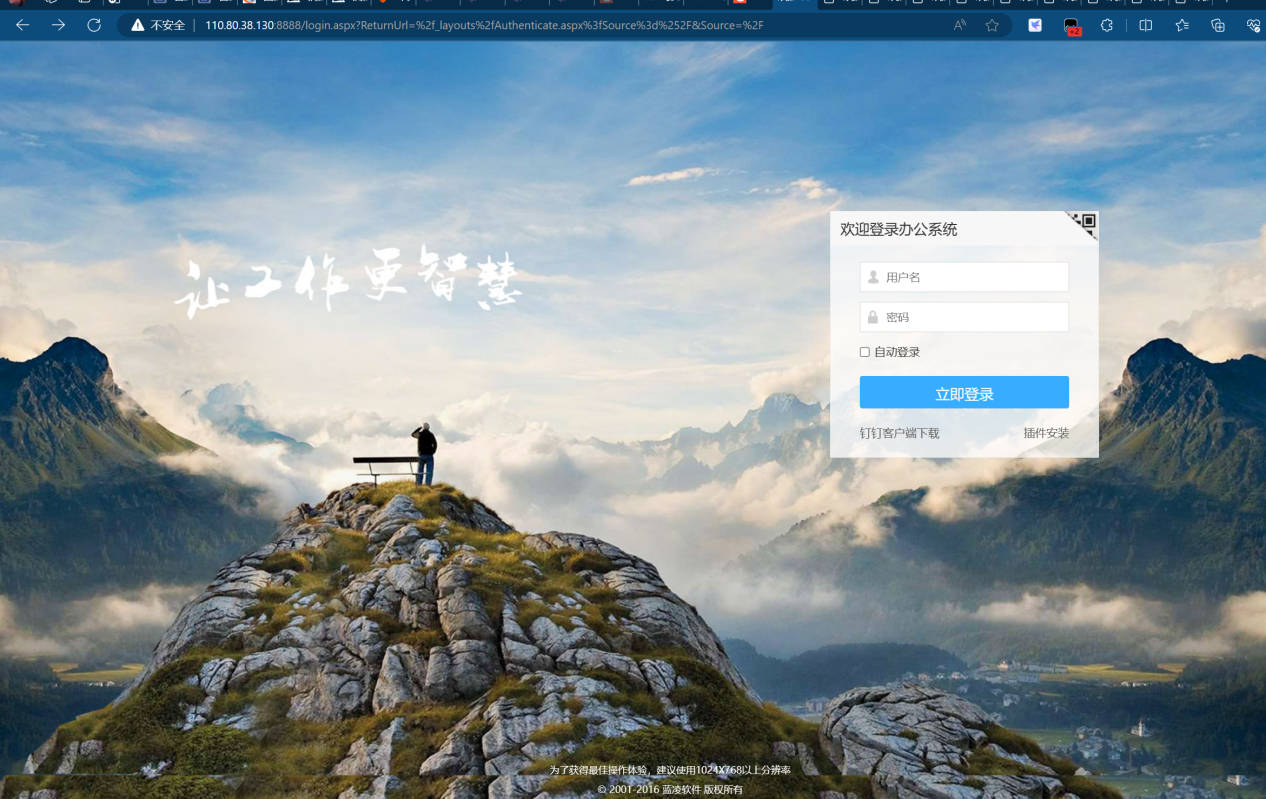 不安全
110.80.38.130:8888/login.aspx?ReturnUrl=%2f_layouts%2fAuthenticate.aspx%3fSource%3d%252F&Source=%2F
+2
让工作更智慧
欢迎登录办公系统
用户名
密码
自动登录
立即登录
钉钉客户端下载 插件安装
为了获得最佳操作体验，建议使用1024X768以上分辨率
© 2001-2016 蓝凌软件 版权所有